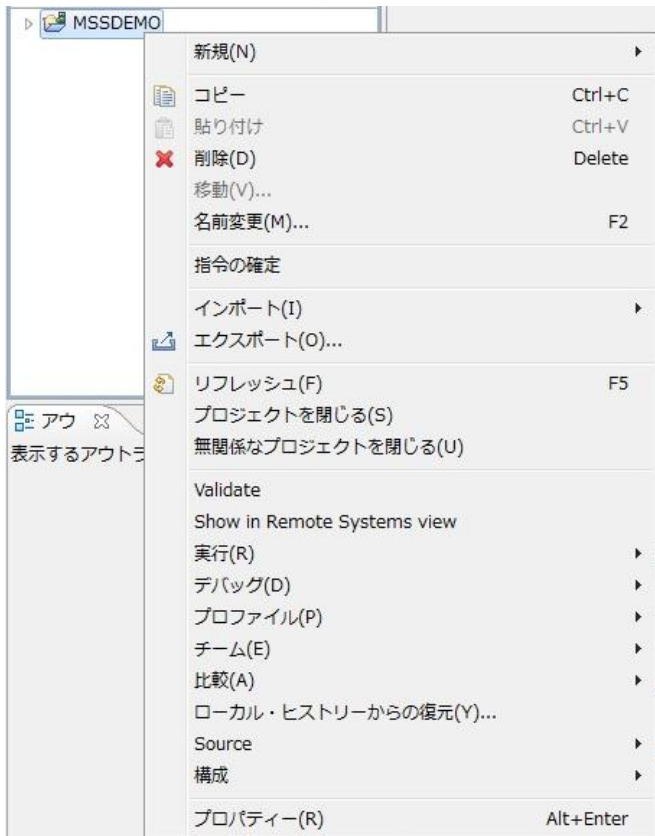 MSSDEMO
新規(N)
コピー Ctrl+C
貼り付け Ctrl+V
削除(D) Delete
移動(V)...
名前変更(M)... F2
指令の確定
インポート(I)
エクスポート(O)...
リフレッシュ(F) F5
プロジェクトを閉じる(S)
無関係なプロジェクトを閉じる(U)
アウ
表示するアウトラ
Validate
Show in Remote Systems view
実行(R)
デバッグ(D)
プロファイル(P)
チーム(E)
比較(A)
ローカル・ヒストリーからの復元(Y)...
Source
構成
プロパティー(R) Alt+Enter